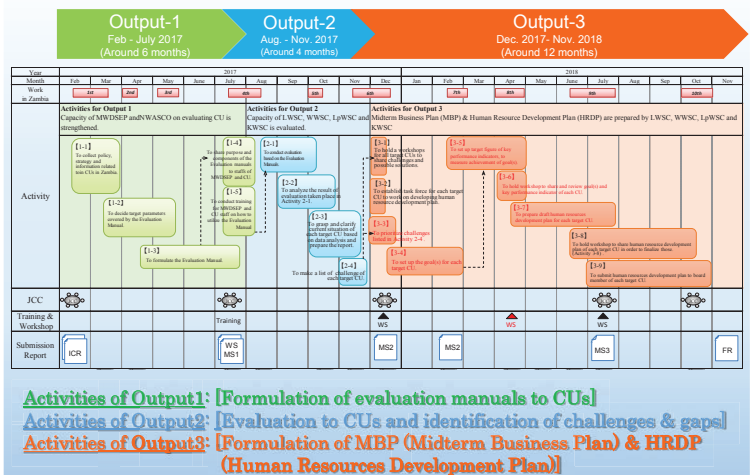 Output-1
Feb - July 2017
(Around 6 months)
Output-2
Aug. - Nov. 2017
(Around 4 months)
Output-3
Dec. 2017- Nov. 2018
(Around 12 months)
Year
2017
2018
Month
Feb Mar Apr May June July Aug Sep Oct Nov Dec Jan Feb Mar Apr May June July Aug Sep Oct Nov
Work
in Zambia
1st 2nd 3rd 4th 5th 6th 7th 8th 9th 10th
Activity
Activities for Output 1
Capacity of MWDSEP andNWASCO on evaluating CU is
strengthened.
Activities for Output 2
Capacity of LWSC, WWSC, LpWSC and
KWSC is evaluated.
Activities for Output 3
Midterm Business Plan (MBP) & Human Resource Development Plan (HRDP) are prepared by LWSC, WWSC, LpWSC and
KWSC
[1-1]
To collect policy,
strategy and
information related
to in CUs in Zambia.
[1-2]
To decide target parameters
covered by the Evaluation
Manual.
[1-3]
To formulate the Evaluation Manual.
[1-4]
To share purpose and
components of the
Evaluation manuals
to staffs of
MWDSEP and CU
[1-5]
To conduct training
for MWDSEP and
CU staff on how to
utilize the Evaluation
Manual.
[2-1]
To conduct evaluation
based on the Evaluation
Manuals
[2-2]
To analyze the result of
evaluation taken place in
Activity 2-1.
[2-3]
To grasp and clarify
current situation of
each target CU based
on data analysis and
prepare the report.
[2-4]
To make a list of challenge of
each target CU.
[3-1]
To hold a workshops
for all target CUs to
share challenges and
possible solutions.
[3-2]
To establish task force for each target
CU to work on developing human
resource development plan.
[3-3]
To prioritize challenges
listed in Activity 2-4.
[3-4]
To set up the goal(s) for each
target CU.
[3-5]
To set up target figure of key
performance indicators, to
measure achievement of goal(s).
[3-6]
To hold workshop to share and review goal(s) and
key performance indicators of each CU.
[3-7]
To prepare draft human resources
development plan for each target CU.
[3-8]
To hold workshop to share human resource development
plan of each target CU in order to finalize those.
(Activity 3-8)
[3-9]
To submit human resource development plan to board
member of each target CU.
JCC
Training &
Workshop
Training
WS
WS
WS
Submission
Report
ICR
WS
MS1
MS2
MS2
MS3
FR
Activities of Output1: [Formulation of evaluation manuals to CUs]
Activities of Output2: [Evaluation to CUs and identification of challenges & gaps]
Activities of Output3: [Formulation of MBP (Midterm Business Plan) & HRDP
(Human Resources Development Plan)]